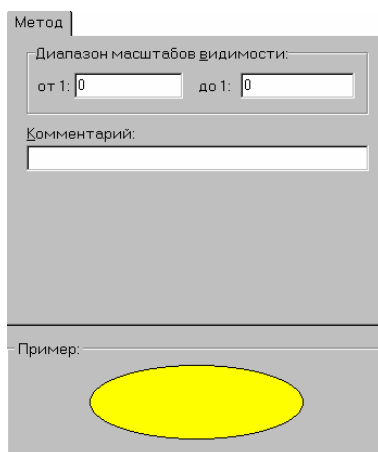 Метод
Диапазон масштабов видимости:
от 1: 0 до 1: 0
Комментарий:
Пример: